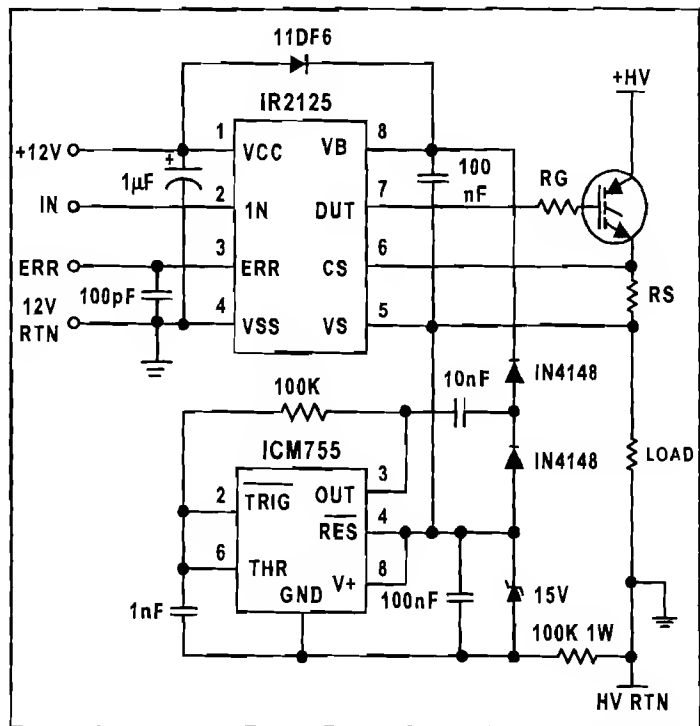 11DF6
+HV
IR2125
+12V
1
VCC
VB
8
1µF
+
100
nF
RG
IN
2
1N
DUT
7
ERR
3
ERR
CS
6
RS
100pF
12V
RTN
4
VSS
VS
5
100K
10nF
IN4148
ICM755
IN4148
LOAD
2
TRIG
OUT
3
RES
4
6
THR
V+
8
GND
1nF
100nF
15V
100K 1W
HV RTN